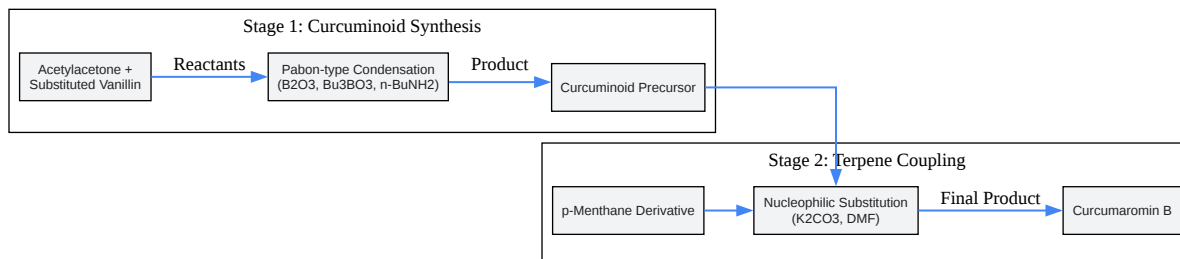 Stage 1: Curcuminoid Synthesis
Acetylacetone +
Substituted Vanillin
Reactants
Pabon-type Condensation
(B2O3, Bu3BO3, n-BuNH2)
Product
Curcuminoid Precursor
Stage 2: Terpene Coupling
p-Menthane Derivative
Nucleophilic Substitution
(K2CO3, DMF)
Final Product
Curcumaromin B